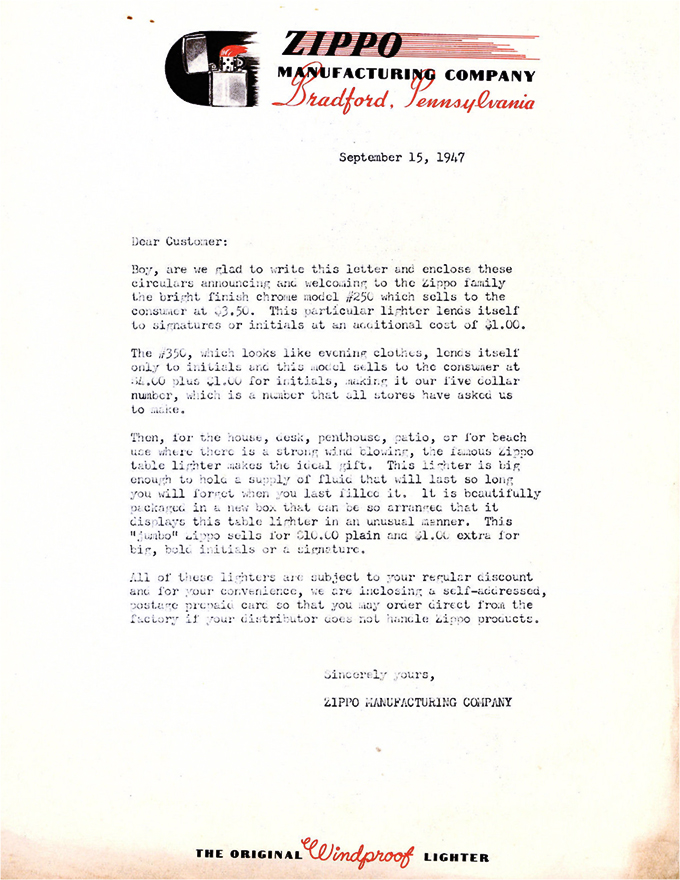 ZIPPO
MANUFACTURING COMPANY
Bradford, Pennsylvania
September 15, 1947
Dear Customer:
Boy, are we glad to write this letter and enclose these
circulars announcing and welcoming to the Zippo family
the bright finish chrome model #250 which sells to the
consumer at $3.50. This particular lighter lends itself
to signatures or initials at an additional cost of $1.00.
The #350, which looks like evening clothes, lends itself
only to initials and this model sells to the consumer at
$4.00 plus $1.00 for initials, making it our five dollar
number, which is a number that all stores have asked us
to make.
Then, for the house, desk, penthouse, patio, or for beach
use where there is a strong wind blowing, the famous Zippo
table lighter makes the ideal gift. This lighter is big
enough to hold a supply of fluid that will last so long
you will forget when you last filled it. It is beautifully
packaged in a new box that can be so arranged that it
displays this table lighter in an unusual manner. This
"jumbo" Zippo sells for $10.00 plain and $1.00 extra for
big, bold initials or a signature.
All of these lighters are subject to your regular discount
and for your convenience, we are inclosing a self-addressed,
postage prepaid card so that you may order direct from the
factory if your distributor does not handle Zippo products.
Sincerely yours,
ZIPPO MANUFACTURING COMPANY
THE ORIGINAL Windproof LIGHTER